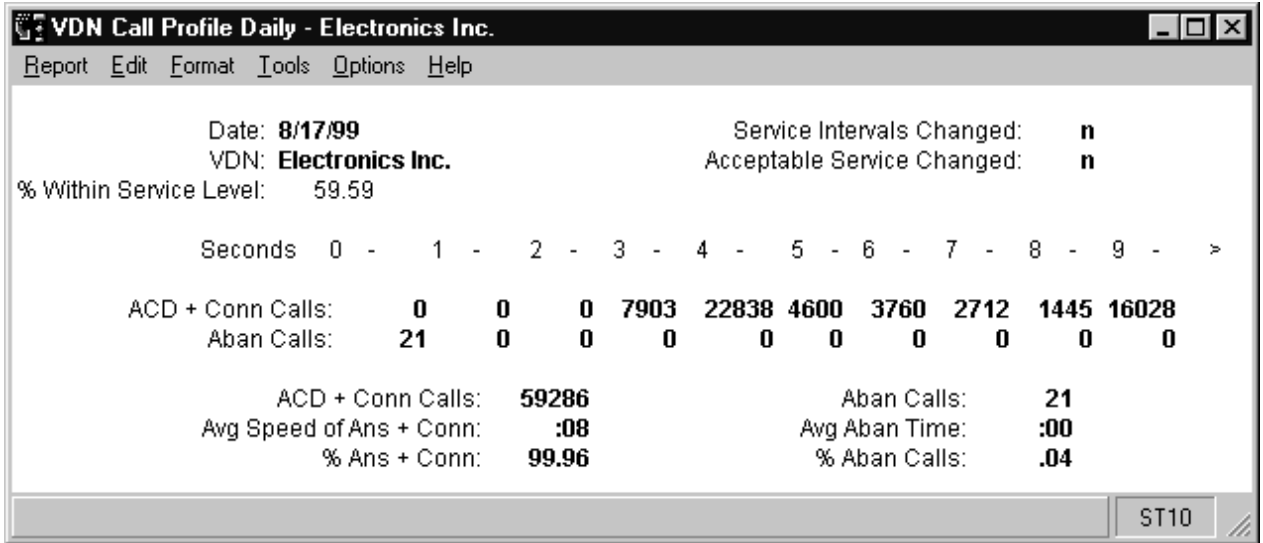 VDN Call Profile Daily - Electronics Inc.
Report Edit Format Tools Options Help
Date: 8/17/99 Service Intervals Changed: n
VDN: Electronics Inc. Acceptable Service Changed: n
% Within Service Level: 59.59
Seconds 0 - 1 - 2 - 3 - 4 - 5 - 6 - 7 - 8 - 9 - >
ACD + Conn Calls: 0 0 0 7903 22838 4600 3760 2712 1445 16028
Aban Calls: 21 0 0 0 0 0 0 0 0 0
ACD + Conn Calls: 59286 Aban Calls: 21
Avg Speed of Ans + Conn: :08 Avg Aban Time: :00
% Ans + Conn: 99.96 % Aban Calls: .04
ST10